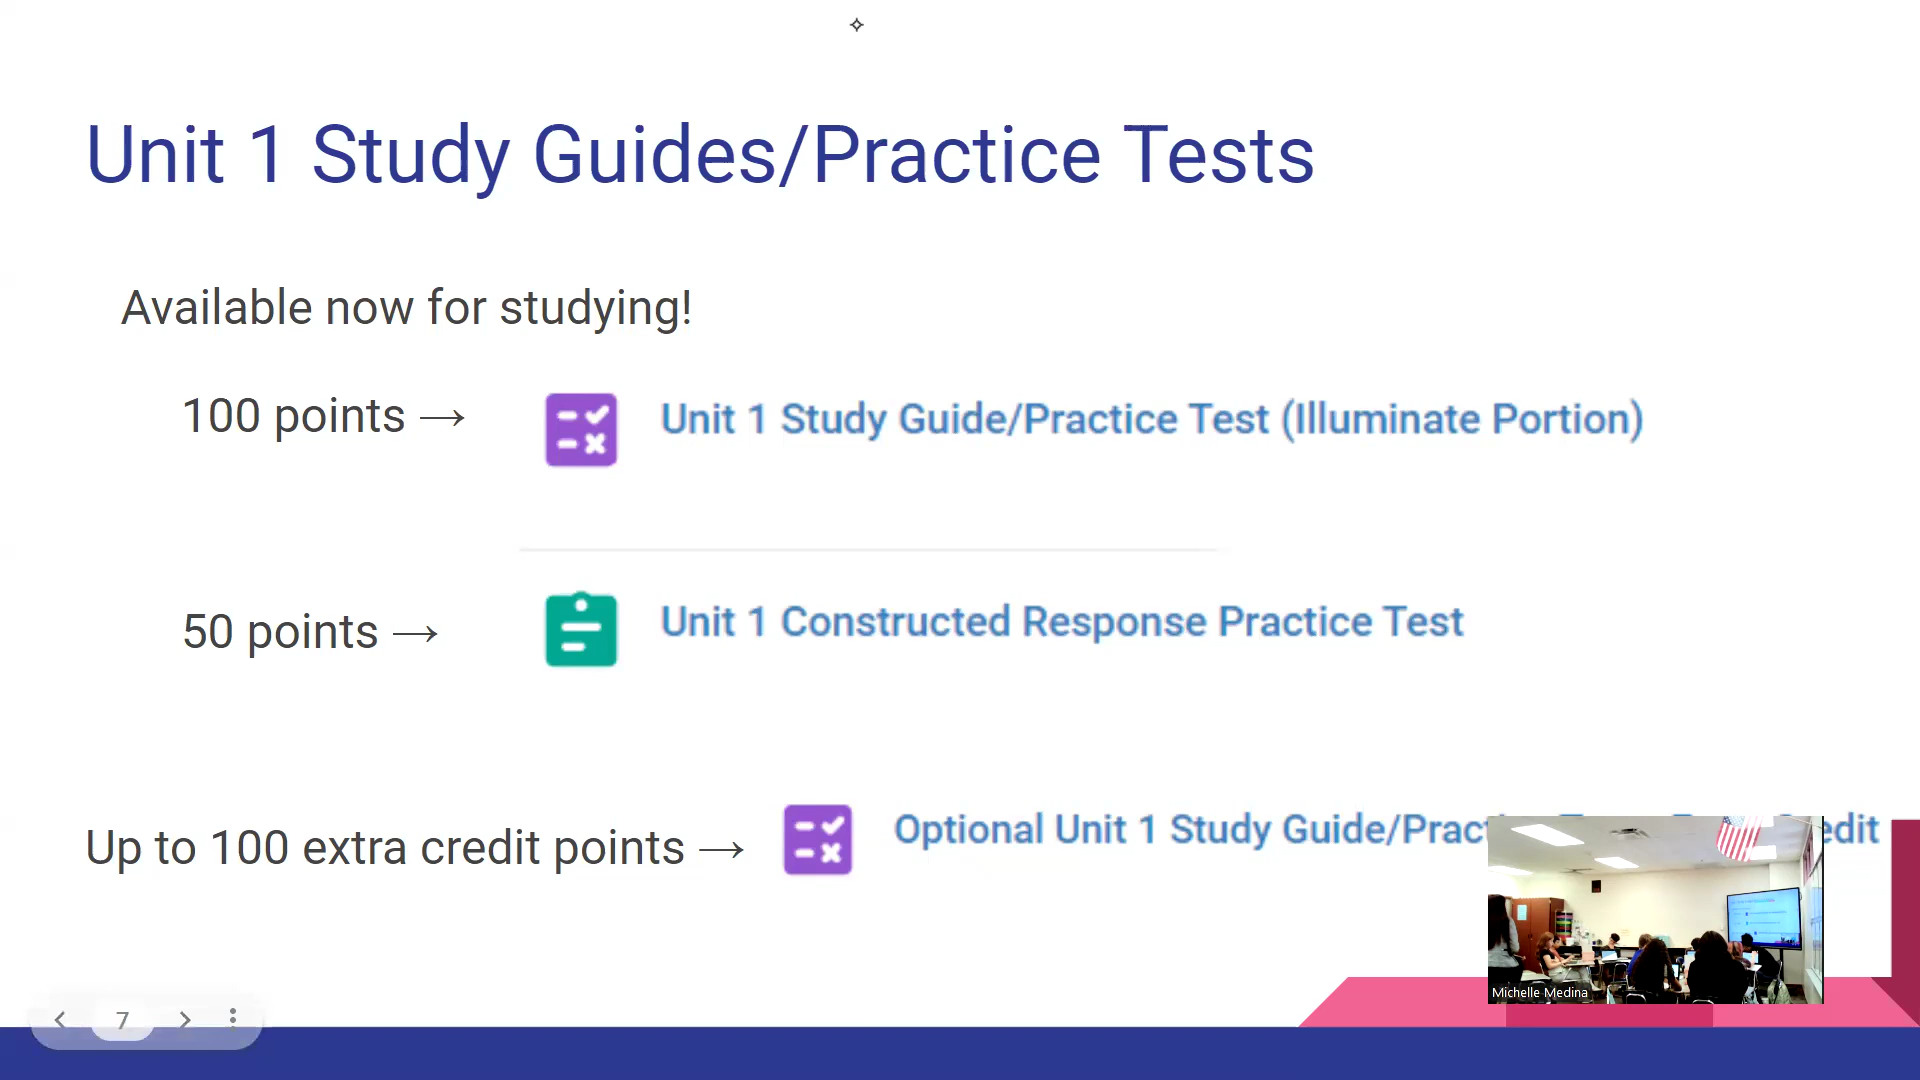 Unit 1 Study Guides/Practice Tests
Available now for studying!
100 points → Unit 1 Study Guide/Practice Test (Illuminate Portion)
50 points → Unit 1 Constructed Response Practice Test
Up to 100 extra credit points → Optional Unit 1 Study Guide/Prac edit
Michelle Medina
7